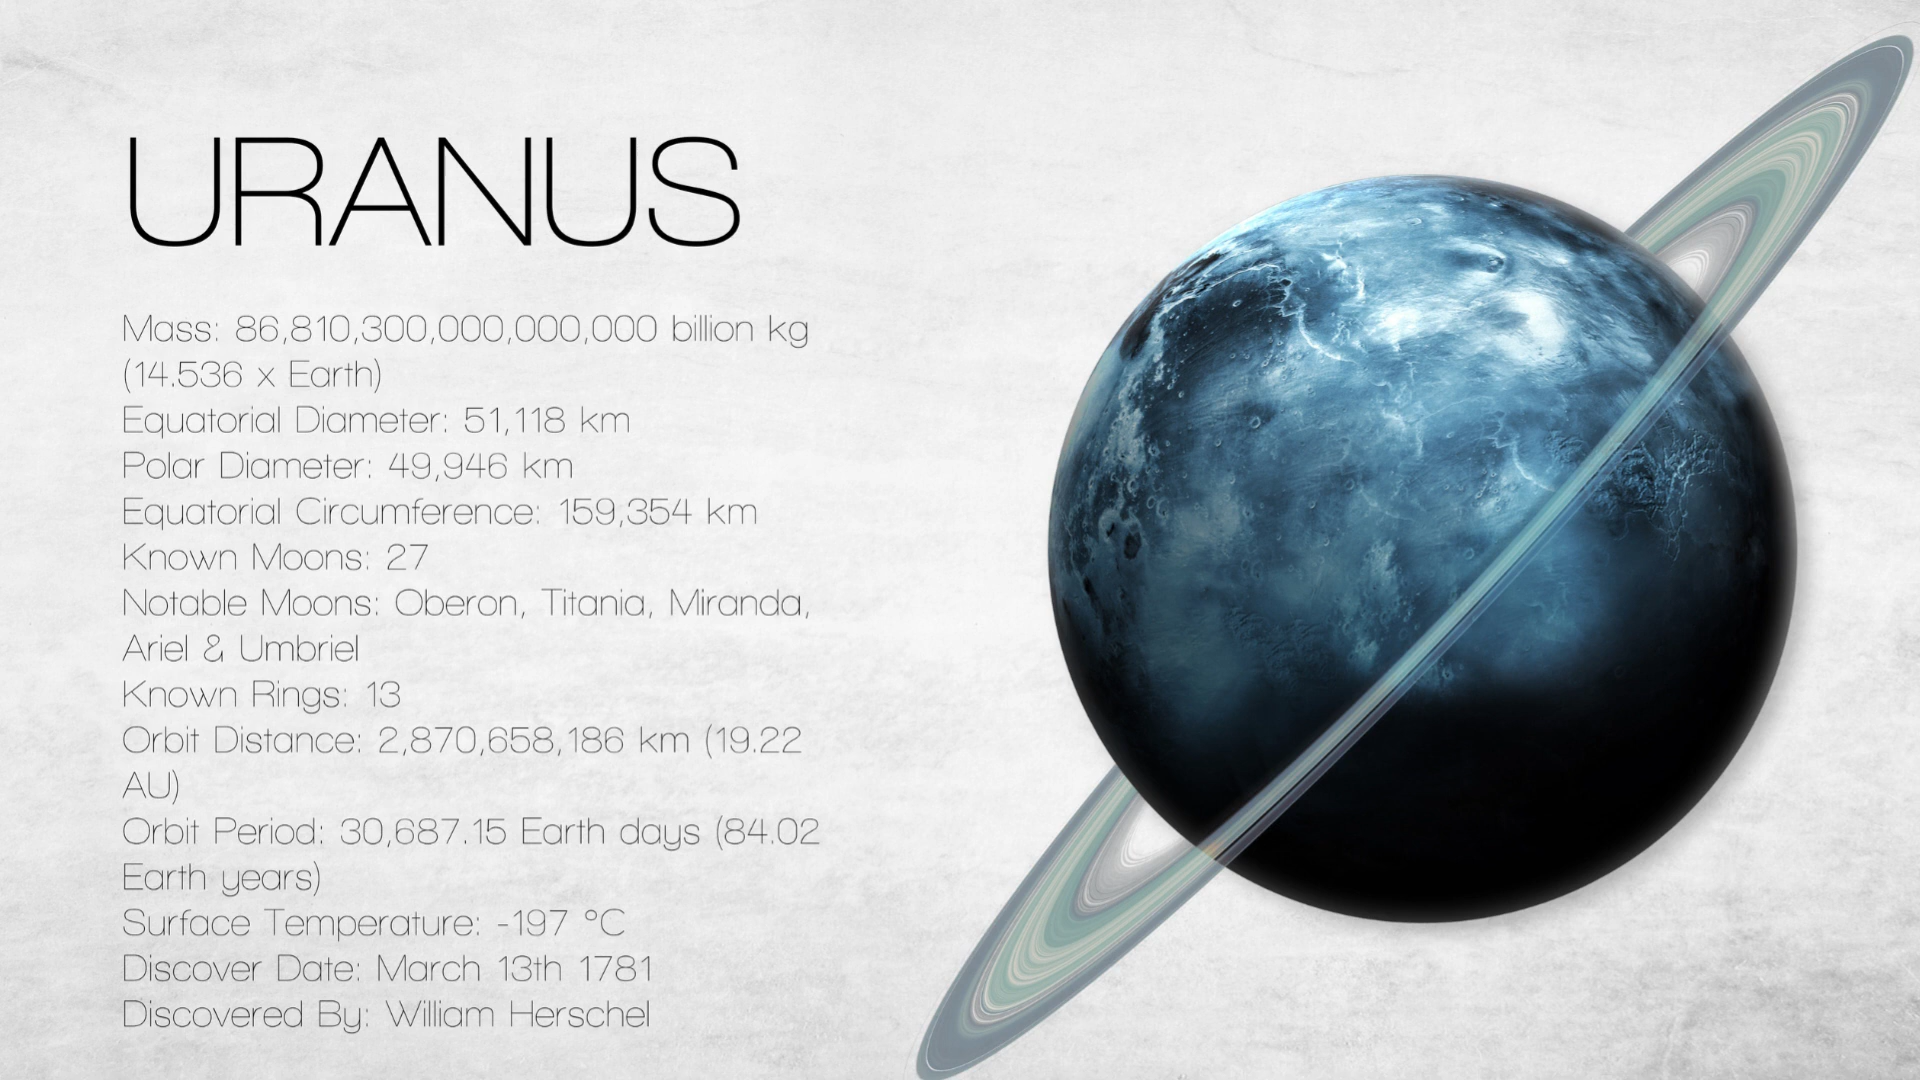 URANUS
Mass: 86,810,300,000,000,000 billion kg
(14.536 x Earth)
Equatorial Diameter: 51,118 km
Polar Diameter: 49,946 km
Equatorial Circumference: 159,354 km
Known Moons: 27
Notable Moons: Oberon, Titania, Miranda,
Ariel & Umbriel
Known Rings: 13
Orbit Distance: 2,870,658,186 km (19.22
AU)
Orbit Period: 30,687.15 Earth days (84.02
Earth years)
Surface Temperature: -197 °C
Discover Date: March 13th 1781
Discovered By: William Herschel